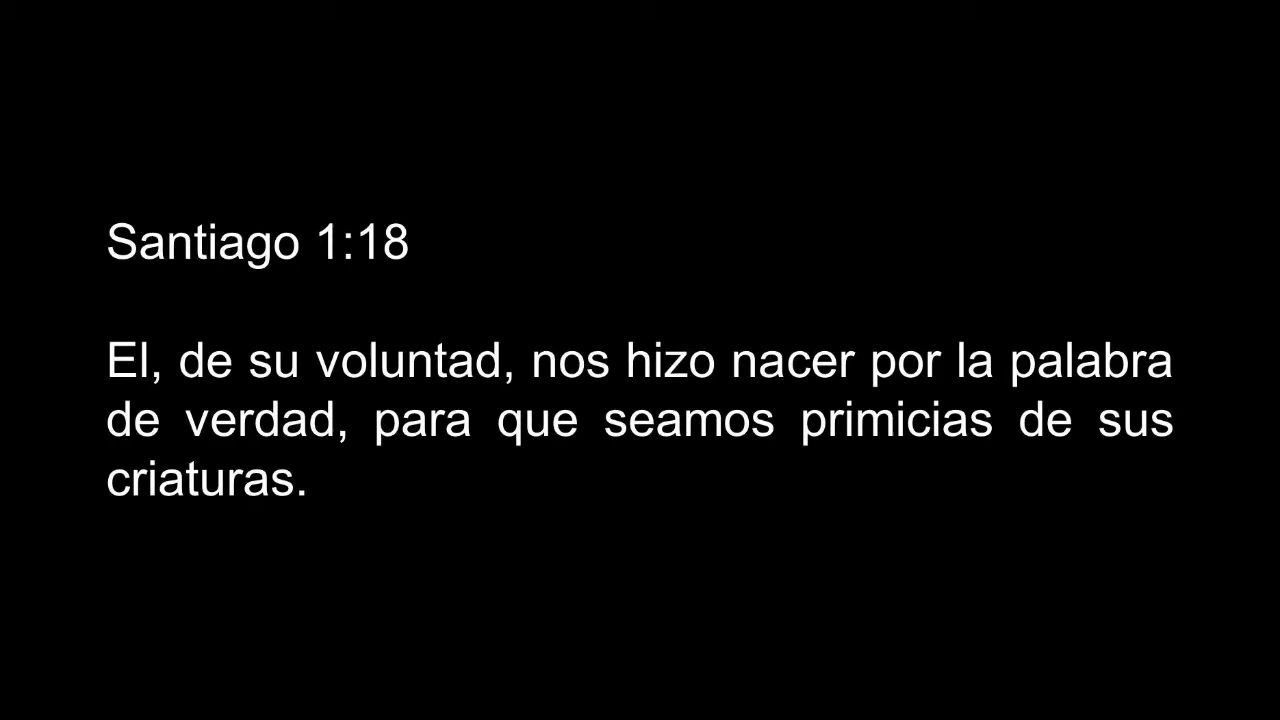 Santiago 1:18
El, de su voluntad, nos hizo nacer por la palabra
de verdad, para que seamos primicias de sus
criaturas.